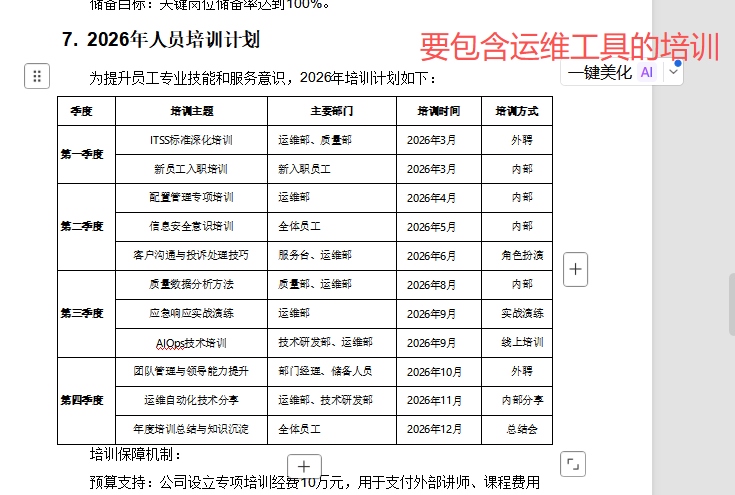 储备目标：关键岗位储备率达到100%。
7. 2026年人员培训计划
要包含运维工具的培训
一键美化 AI
为提升员工专业技能和服务意识，2026年培训计划如下：
季度 培训主题 主要部门 培训时间 培训方式
第一季度 ITSS标准深化培训 运维部、质量部 2026年3月 外聘
新员工入职培训 新入职员工 2026年3月 内部
第二季度 配置管理专项培训 运维部 2026年4月 内部
信息安全意识培训 全体员工 2026年5月 内部
客户沟通与投诉处理技巧 服务台、运维部 2026年6月 角色扮演
第三季度 质量数据分析方法 质量部、运维部 2026年8月 内部
应急响应实战演练 运维部 2026年9月 实战演练
AIOps技术培训 技术研发部、运维部 2026年9月 线上培训
第四季度 团队管理与领导能力提升 部门经理、储备人员 2026年10月 外聘
运维自动化技术分享 运维部、技术研发部 2026年11月 内部分享
年度培训总结与知识沉淀 全体员工 2026年12月 总结会
培训保障机制：
预算支持：公司设立专项培训经费10万元，用于支付外部讲师、课程费用